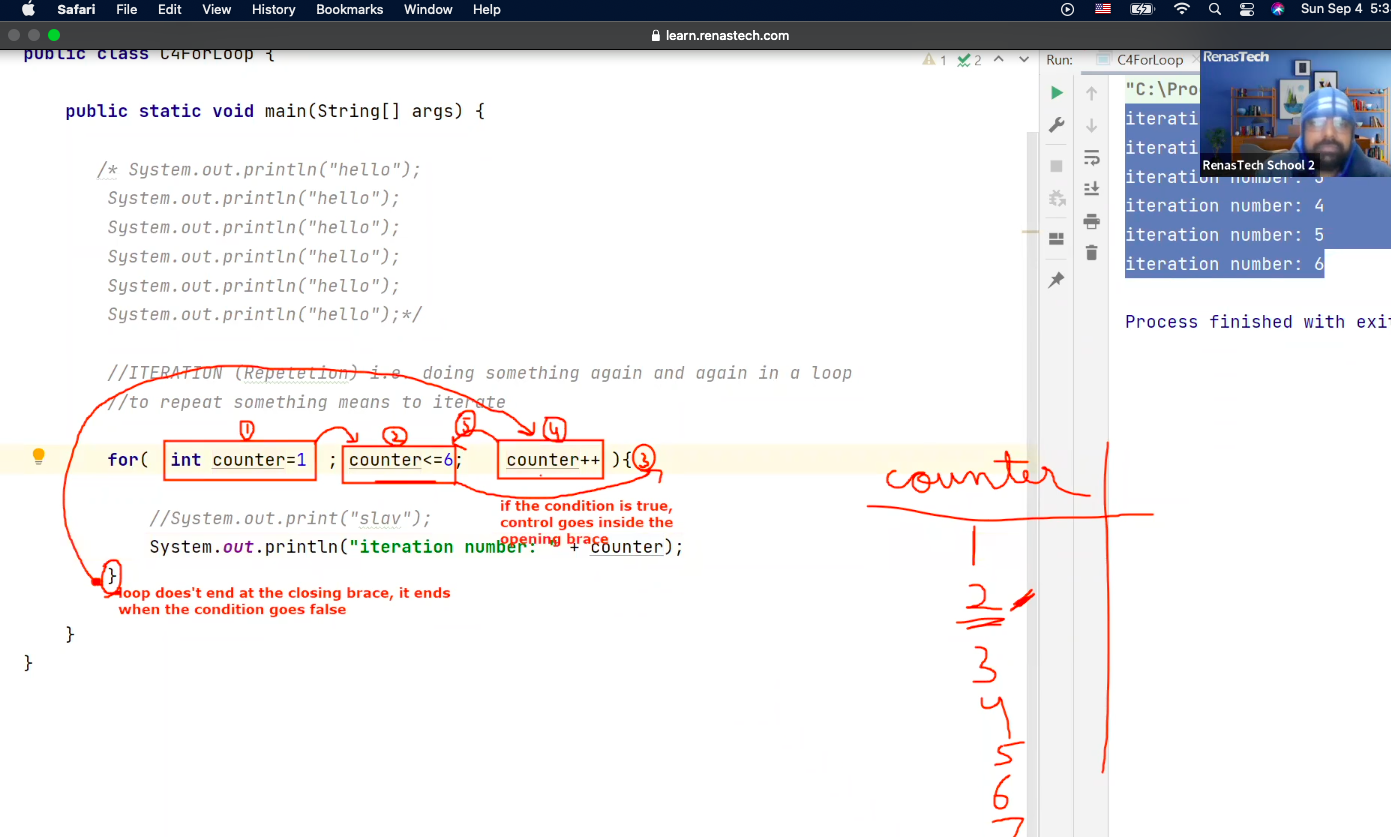 Safari File Edit View History Bookmarks Window Help Sun Sep 4 5:3
learn.renastech.com
public class C4ForLoop {
1 2 Run: C4ForLoop
RenasTech
"C:\Pro
public static void main(String[] args) {
iterati
iterati
RenasTech School 2
iteration number: 3
iteration number: 4
iteration number: 5
iteration number: 6
Process finished with exit
/* System.out.println("hello");
System.out.println("hello");
System.out.println("hello");
System.out.println("hello");
System.out.println("hello");
System.out.println("hello");*/
//ITERATION (Repetetion) i.e. doing something again and again in a loop
//to repeat something means to iterate
1 2 5 4
for( int counter=1 ; counter<=6; counter++ ){ 3
if the condition is true,
control goes inside the
opening brace
//System.out.print("slav");
System.out.println("iteration number: " + counter);
}
loop does't end at the closing brace, it ends
when the condition goes false
}
}
counter
1
2
3
4
5
6
7